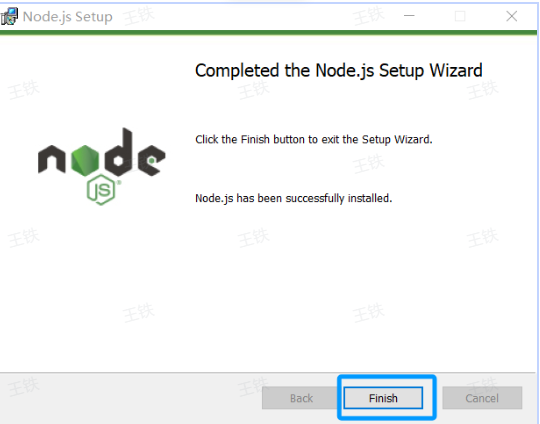 Node.js Setup
王铁
王铁
Completed the Node.js Setup Wizard
王铁
王铁
王铁
Click the Finish button to exit the Setup Wizard.
node
JS
王铁
Node.js has been successfully installed.
王铁
王铁
王铁
王铁
王铁
王铁
王铁
王铁
Back
Finish
Cancel